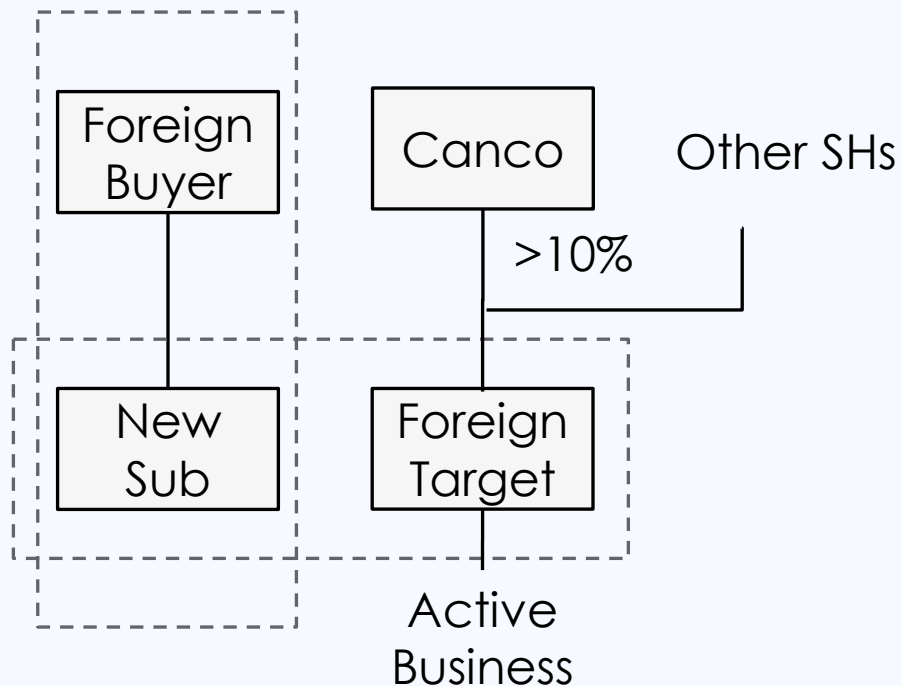 Foreign
Buyer
Canco
Other SHs
>10%
New
Sub
Foreign
Target
Active
Business